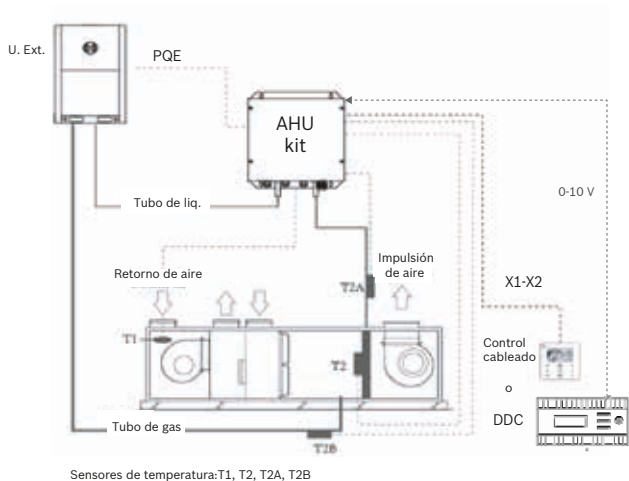 U. Ext.
PQE
AHU
kit
0-10 V
Tubo de liq.
Retorno de aire
Impulsión
de aire
T2A
X1-X2
T1
T2
Control
cableado
o
DDC
Tubo de gas
T2B
Sensores de temperatura:T1, T2, T2A, T2B